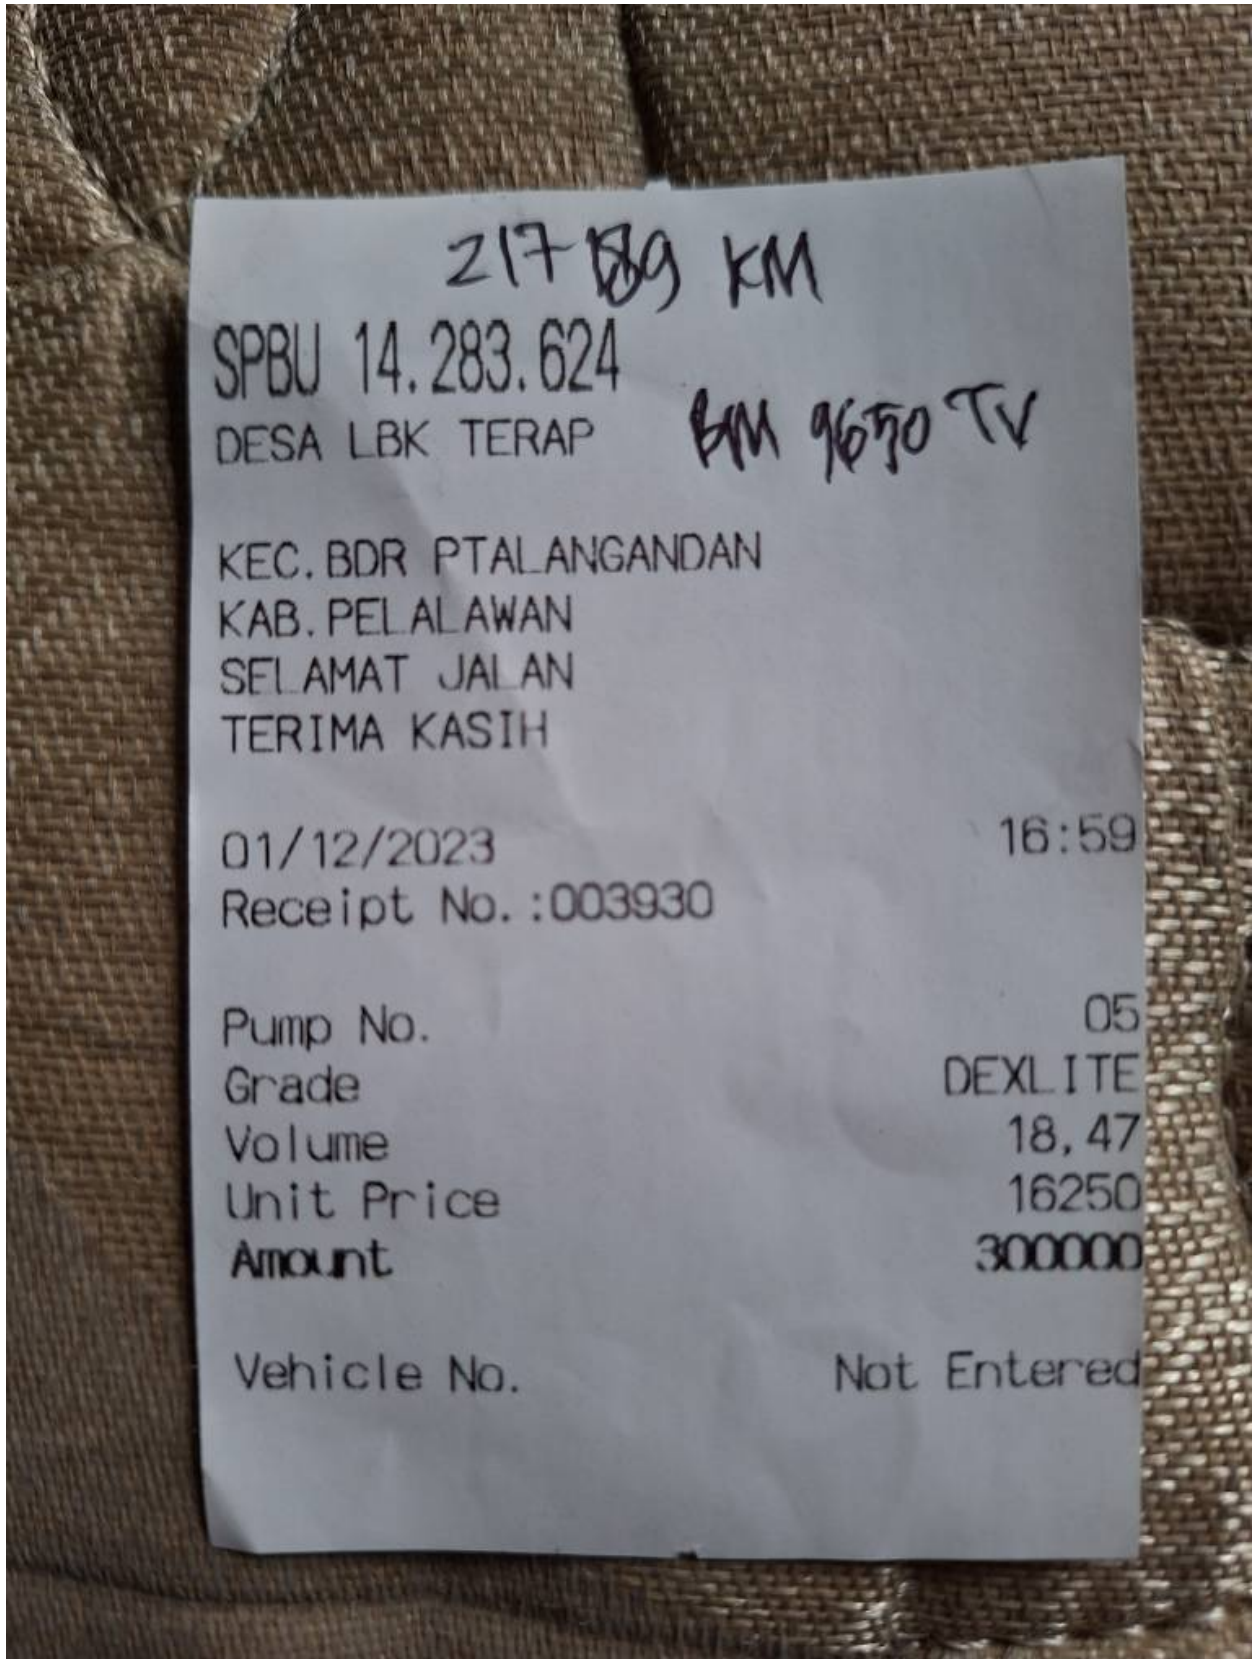 217 KM
SPBU 14.283.624
DESA LBK TERAP
BM 9650 TV
KEC.BDR PTALANGANDAN
KAB.PELALAWAN
SELAMAT JALAN
TERIMA KASIH
01/12/2023 16:59
Receipt No.:003930
Pump No. 05
Grade DEXLITE
Volume 18,47
Unit Price 16250
Amount 300000
Vehicle No. Not Entered